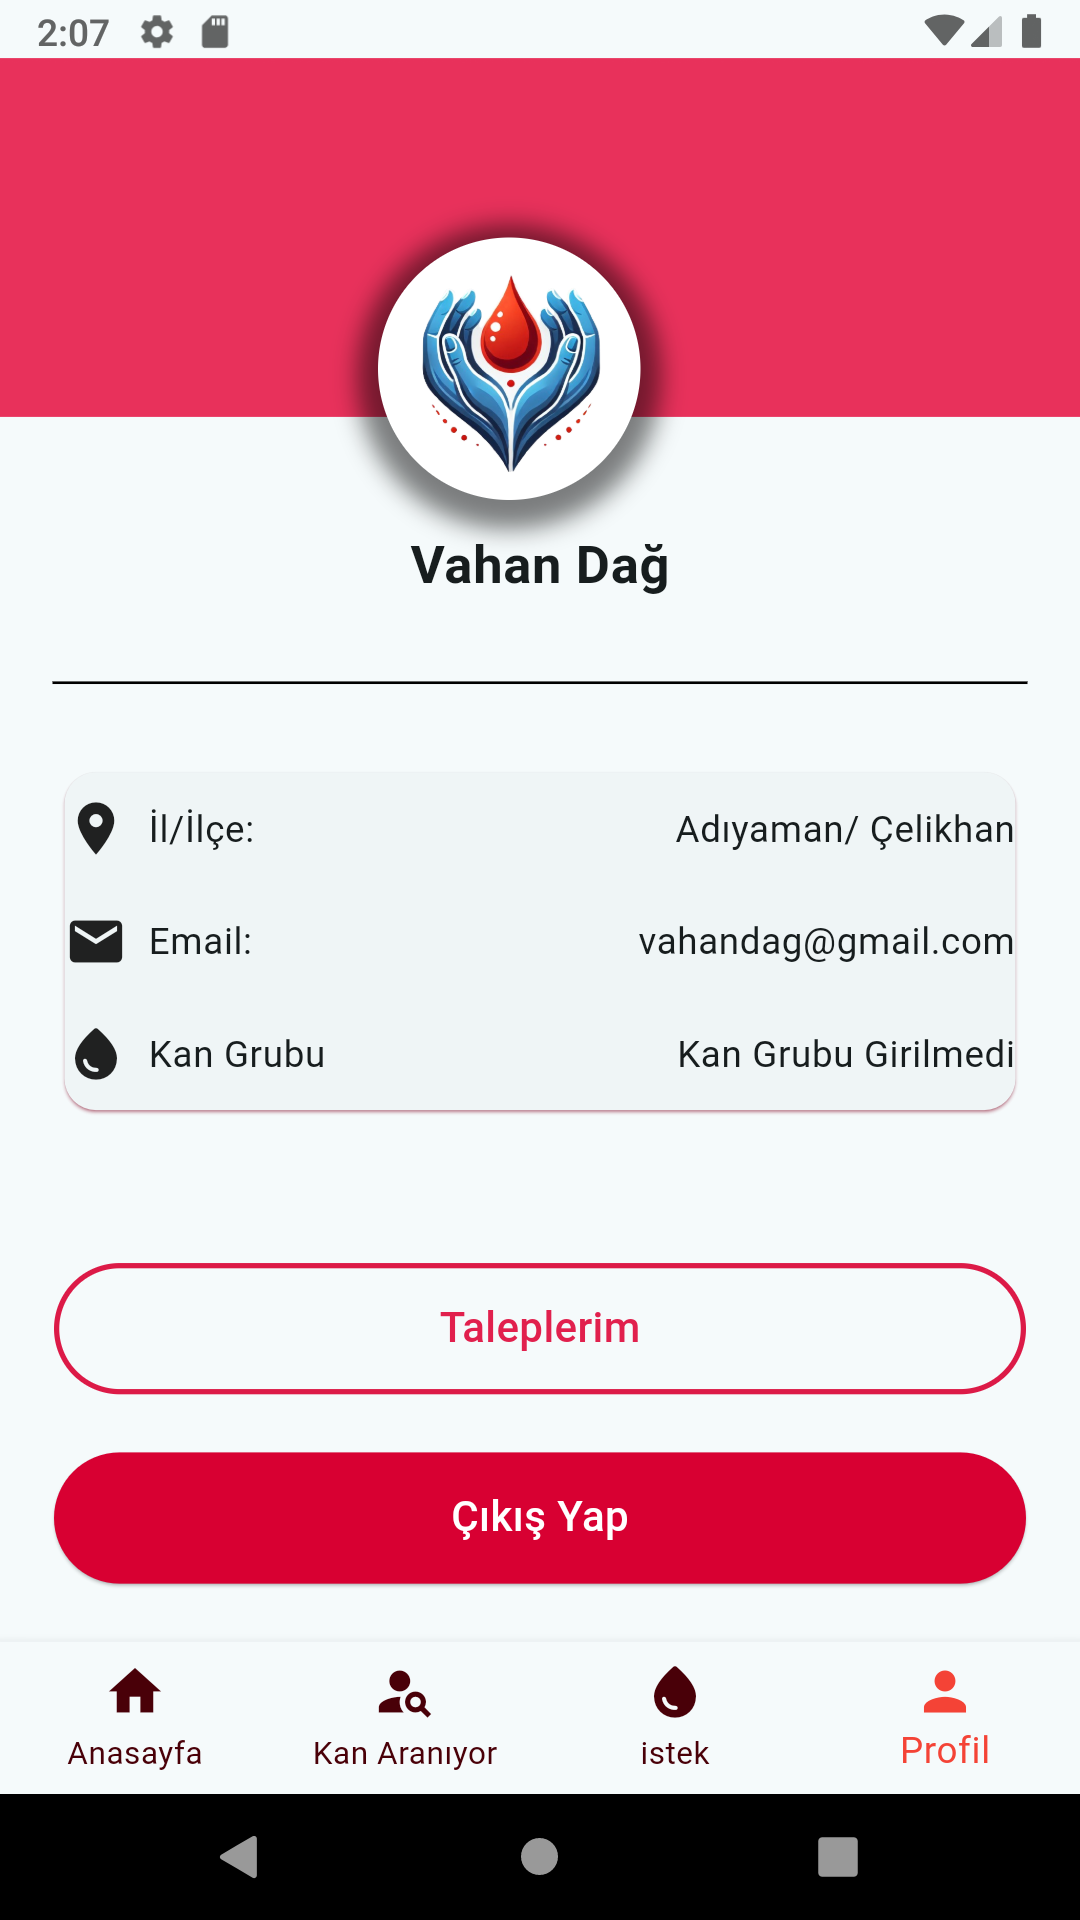 2:07
Vahan Dağ
İl/İlçe: Adıyaman/ Çelikhan
Email: vahandag@gmail.com
Kan Grubu Kan Grubu Girilmedi
Taleplerim
Çıkış Yap
Anasayfa Kan Aranıyor istek Profil